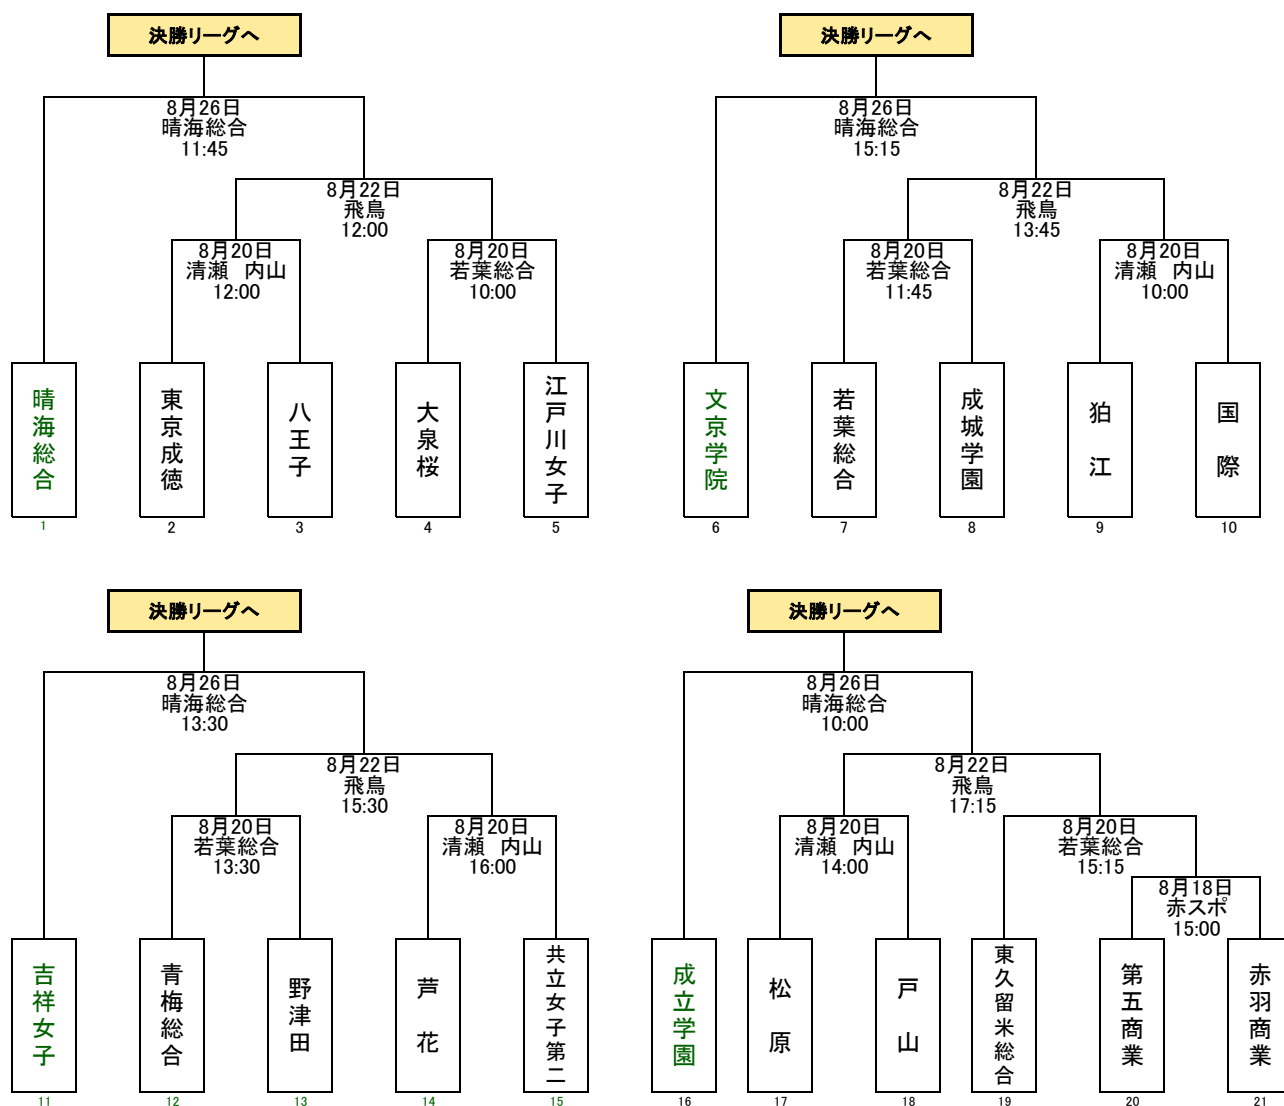 決勝リーグへ
8月26日
晴海総合
11:45
8月22日
飛鳥
12:00
8月20日
清瀬　内山
12:00
8月20日
若葉総合
10:00
晴海総合
東京成徳
八王子
大泉桜
江戸川女子
1
2
3
4
5
決勝リーグへ
8月26日
晴海総合
15:15
8月22日
飛鳥
13:45
8月20日
若葉総合
11:45
8月20日
清瀬　内山
10:00
文京学院
若葉総合
成城学園
狛江
国際
6
7
8
9
10
決勝リーグへ
8月26日
晴海総合
13:30
8月22日
飛鳥
15:30
8月20日
若葉総合
13:30
8月20日
清瀬　内山
16:00
吉祥女子
青梅総合
野津田
芦花
共立女子第二
11
12
13
14
15
決勝リーグへ
8月26日
晴海総合
10:00
8月22日
飛鳥
17:15
8月20日
清瀬　内山
14:00
8月20日
若葉総合
15:15
8月18日
赤スポ
15:00
成立学園
松原
戸山
東久留米総合
第五商業
赤羽商業
16
17
18
19
20
21